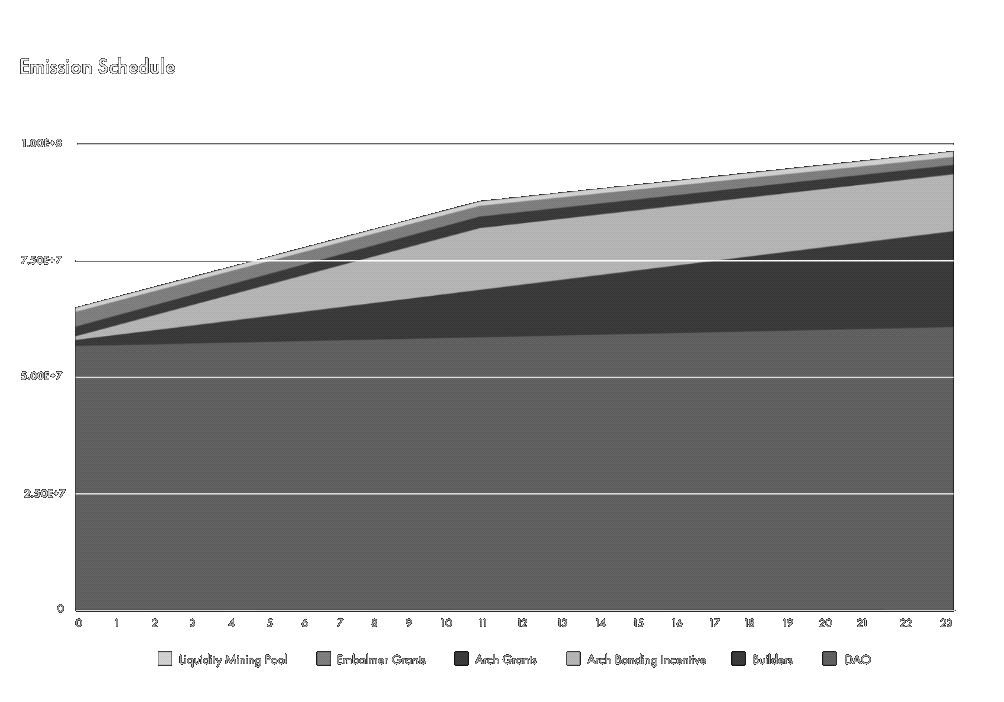 Emission Schedule
1.00E+8
7.50E+7
5.00E+7
2.50E+7
0
0 1 2 3 4 5 6 7 8 9 10 11 12 13 14 15 16 17 18 19 20 21 22 23
Liquidity Mining Pool Embalmer Grants Arch Grants Arch Bonding Incentive Builders DAO